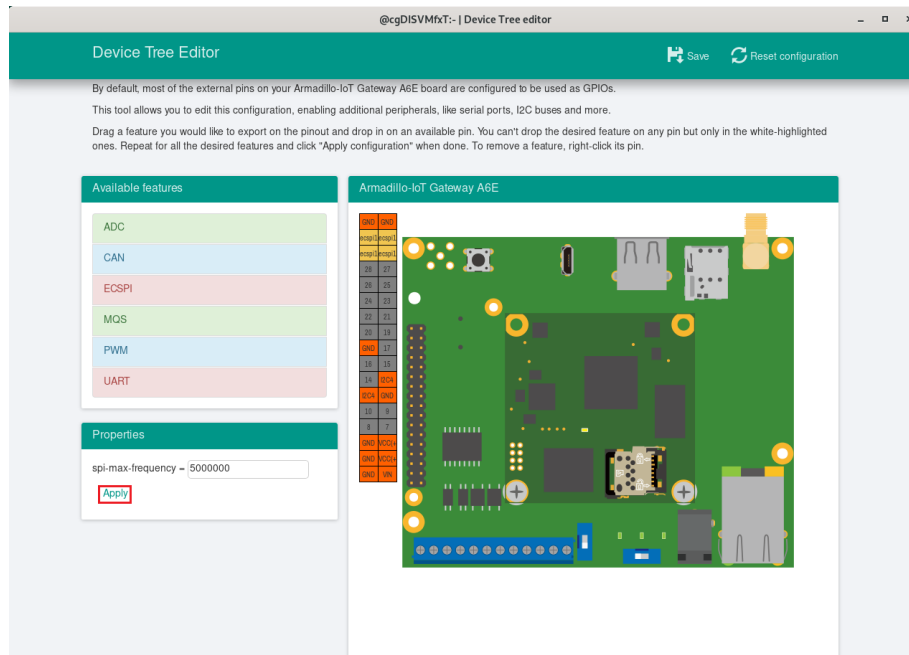 @cgDISVMfxT:~ | Device Tree editor
Device Tree Editor
Save
Reset configuration
By default, most of the external pins on your Armadillo-IoT Gateway A6E board are configured to be used as GPIOs.
This tool allows you to edit this configuration, enabling additional peripherals, like serial ports, I2C buses and more.
Drag a feature you would like to export on the pinout and drop in on an available pin. You can't drop the desired feature on any pin but only in the white-highlighted
ones. Repeat for all the desired features and click "Apply configuration" when done. To remove a feature, right-click its pin.
Available features
ADC
CAN
ECSPI
MQS
PWM
UART
Properties
spi-max-frequency = 5000000
Apply
Armadillo-IoT Gateway A6E
GND GND
ecspi1 ecspi1
ecspi1 ecspi1
28 27
26 25
24 23
22 21
20 19
GND 17
16 15
14 I2C4
I2C4 GND
10 9
8 7
GND VCC(+
GND VCC(+
GND VIN